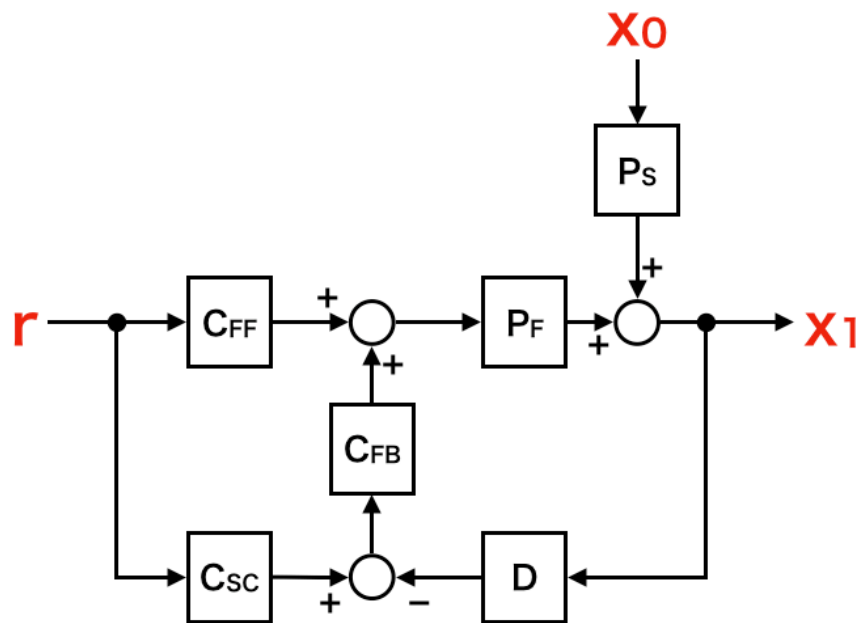 x0
PS
+
r
CFF
+
PF
+
x1
+
CFB
CSC
+
−
D